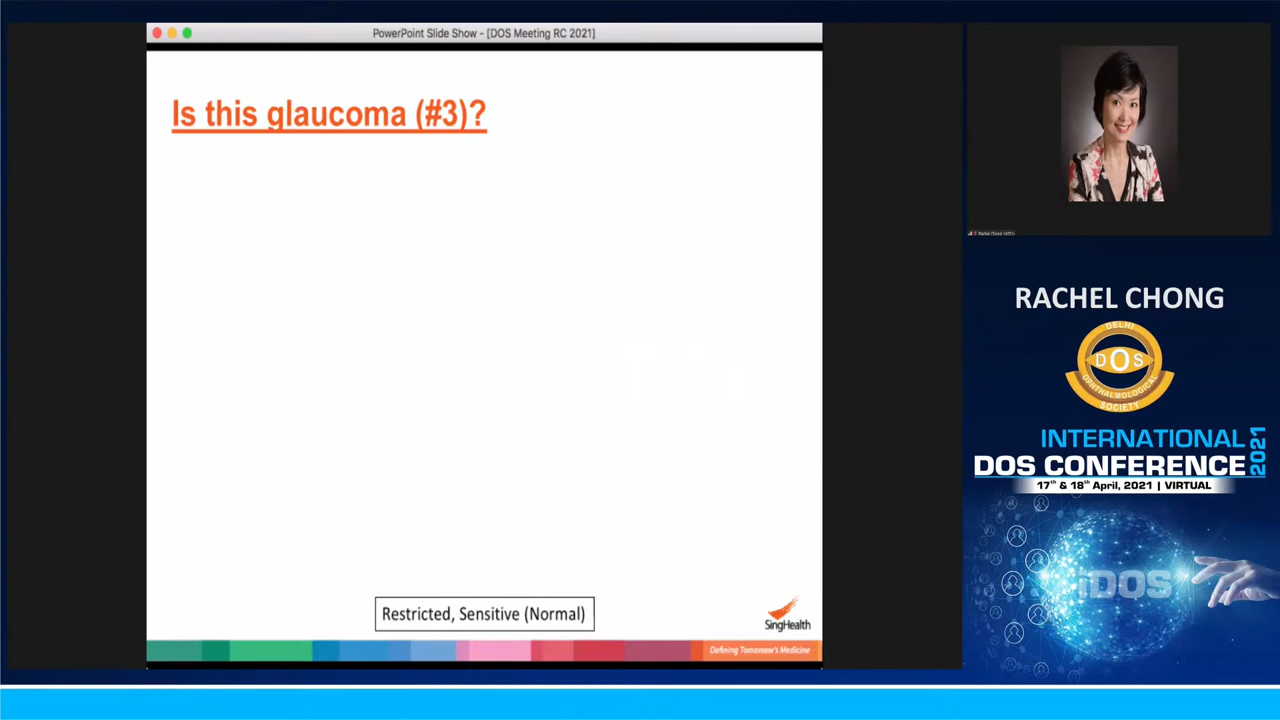 PowerPoint Slide Show - [DOS Meeting RC 2021]
Is this glaucoma (#3)?
Restricted, Sensitive (Normal)
SingHealth
Defining Tomorrow's Medicine
RACHEL CHONG
DELHI
DOS
OPHTHALMOLOGICAL
SOCIETY
INTERNATIONAL
DOS CONFERENCE
2021
17th & 18th April, 2021 | VIRTUAL
iDOS